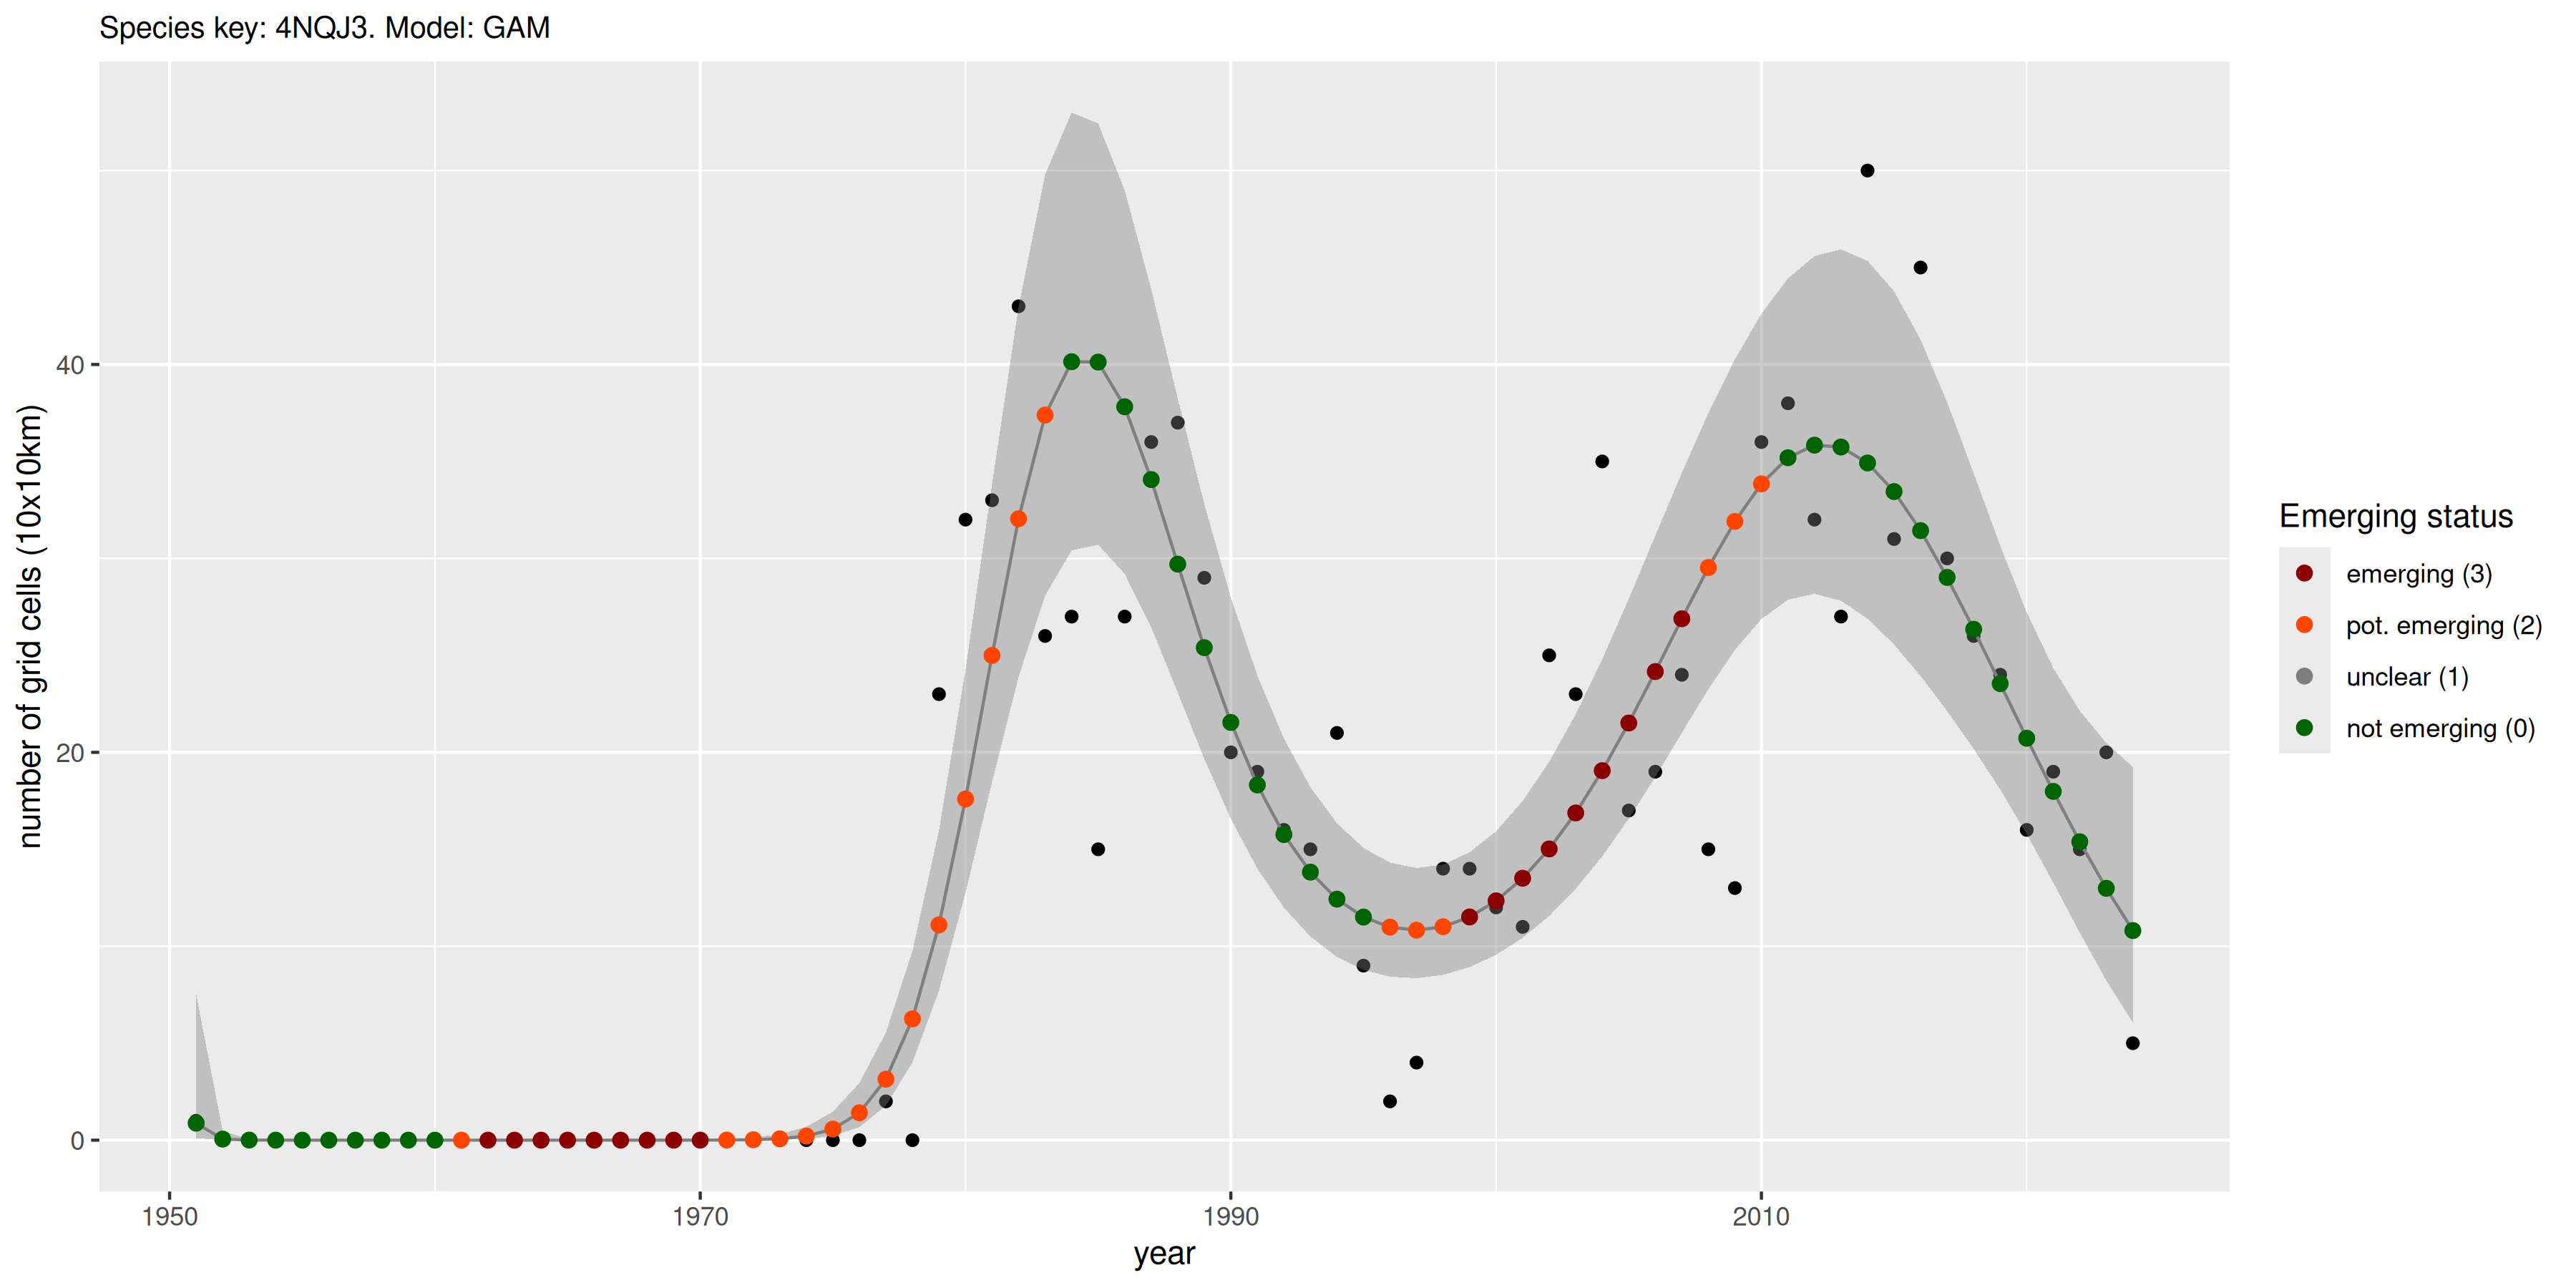 Species key: 4NQJ3. Model: GAM
number of grid cells (10x10km)
40
20
0
1950
1970
1990
2010
year
Emerging status
emerging (3)
pot. emerging (2)
unclear (1)
not emerging (0)